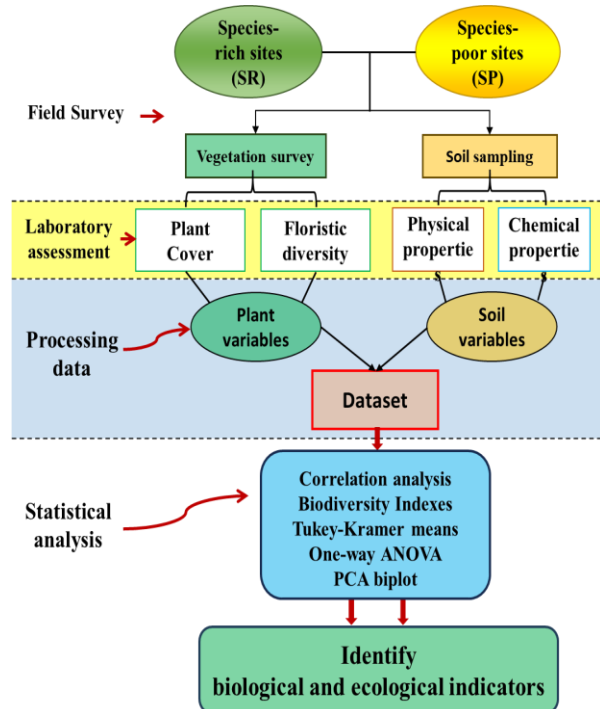 Species-
rich sites
(SR)
Species-
poor sites
(SP)
Field Survey
Vegetation survey
Soil sampling
Laboratory
assessment
Plant
Cover
Floristic
diversity
Physical
propertie
s
Chemical
propertie
s
Processing
data
Plant
variables
Soil
variables
Dataset
Statistical
analysis
Correlation analysis
Biodiversity Indexes
Tukey-Kramer means
One-way ANOVA
PCA biplot
Identify
biological and ecological indicators